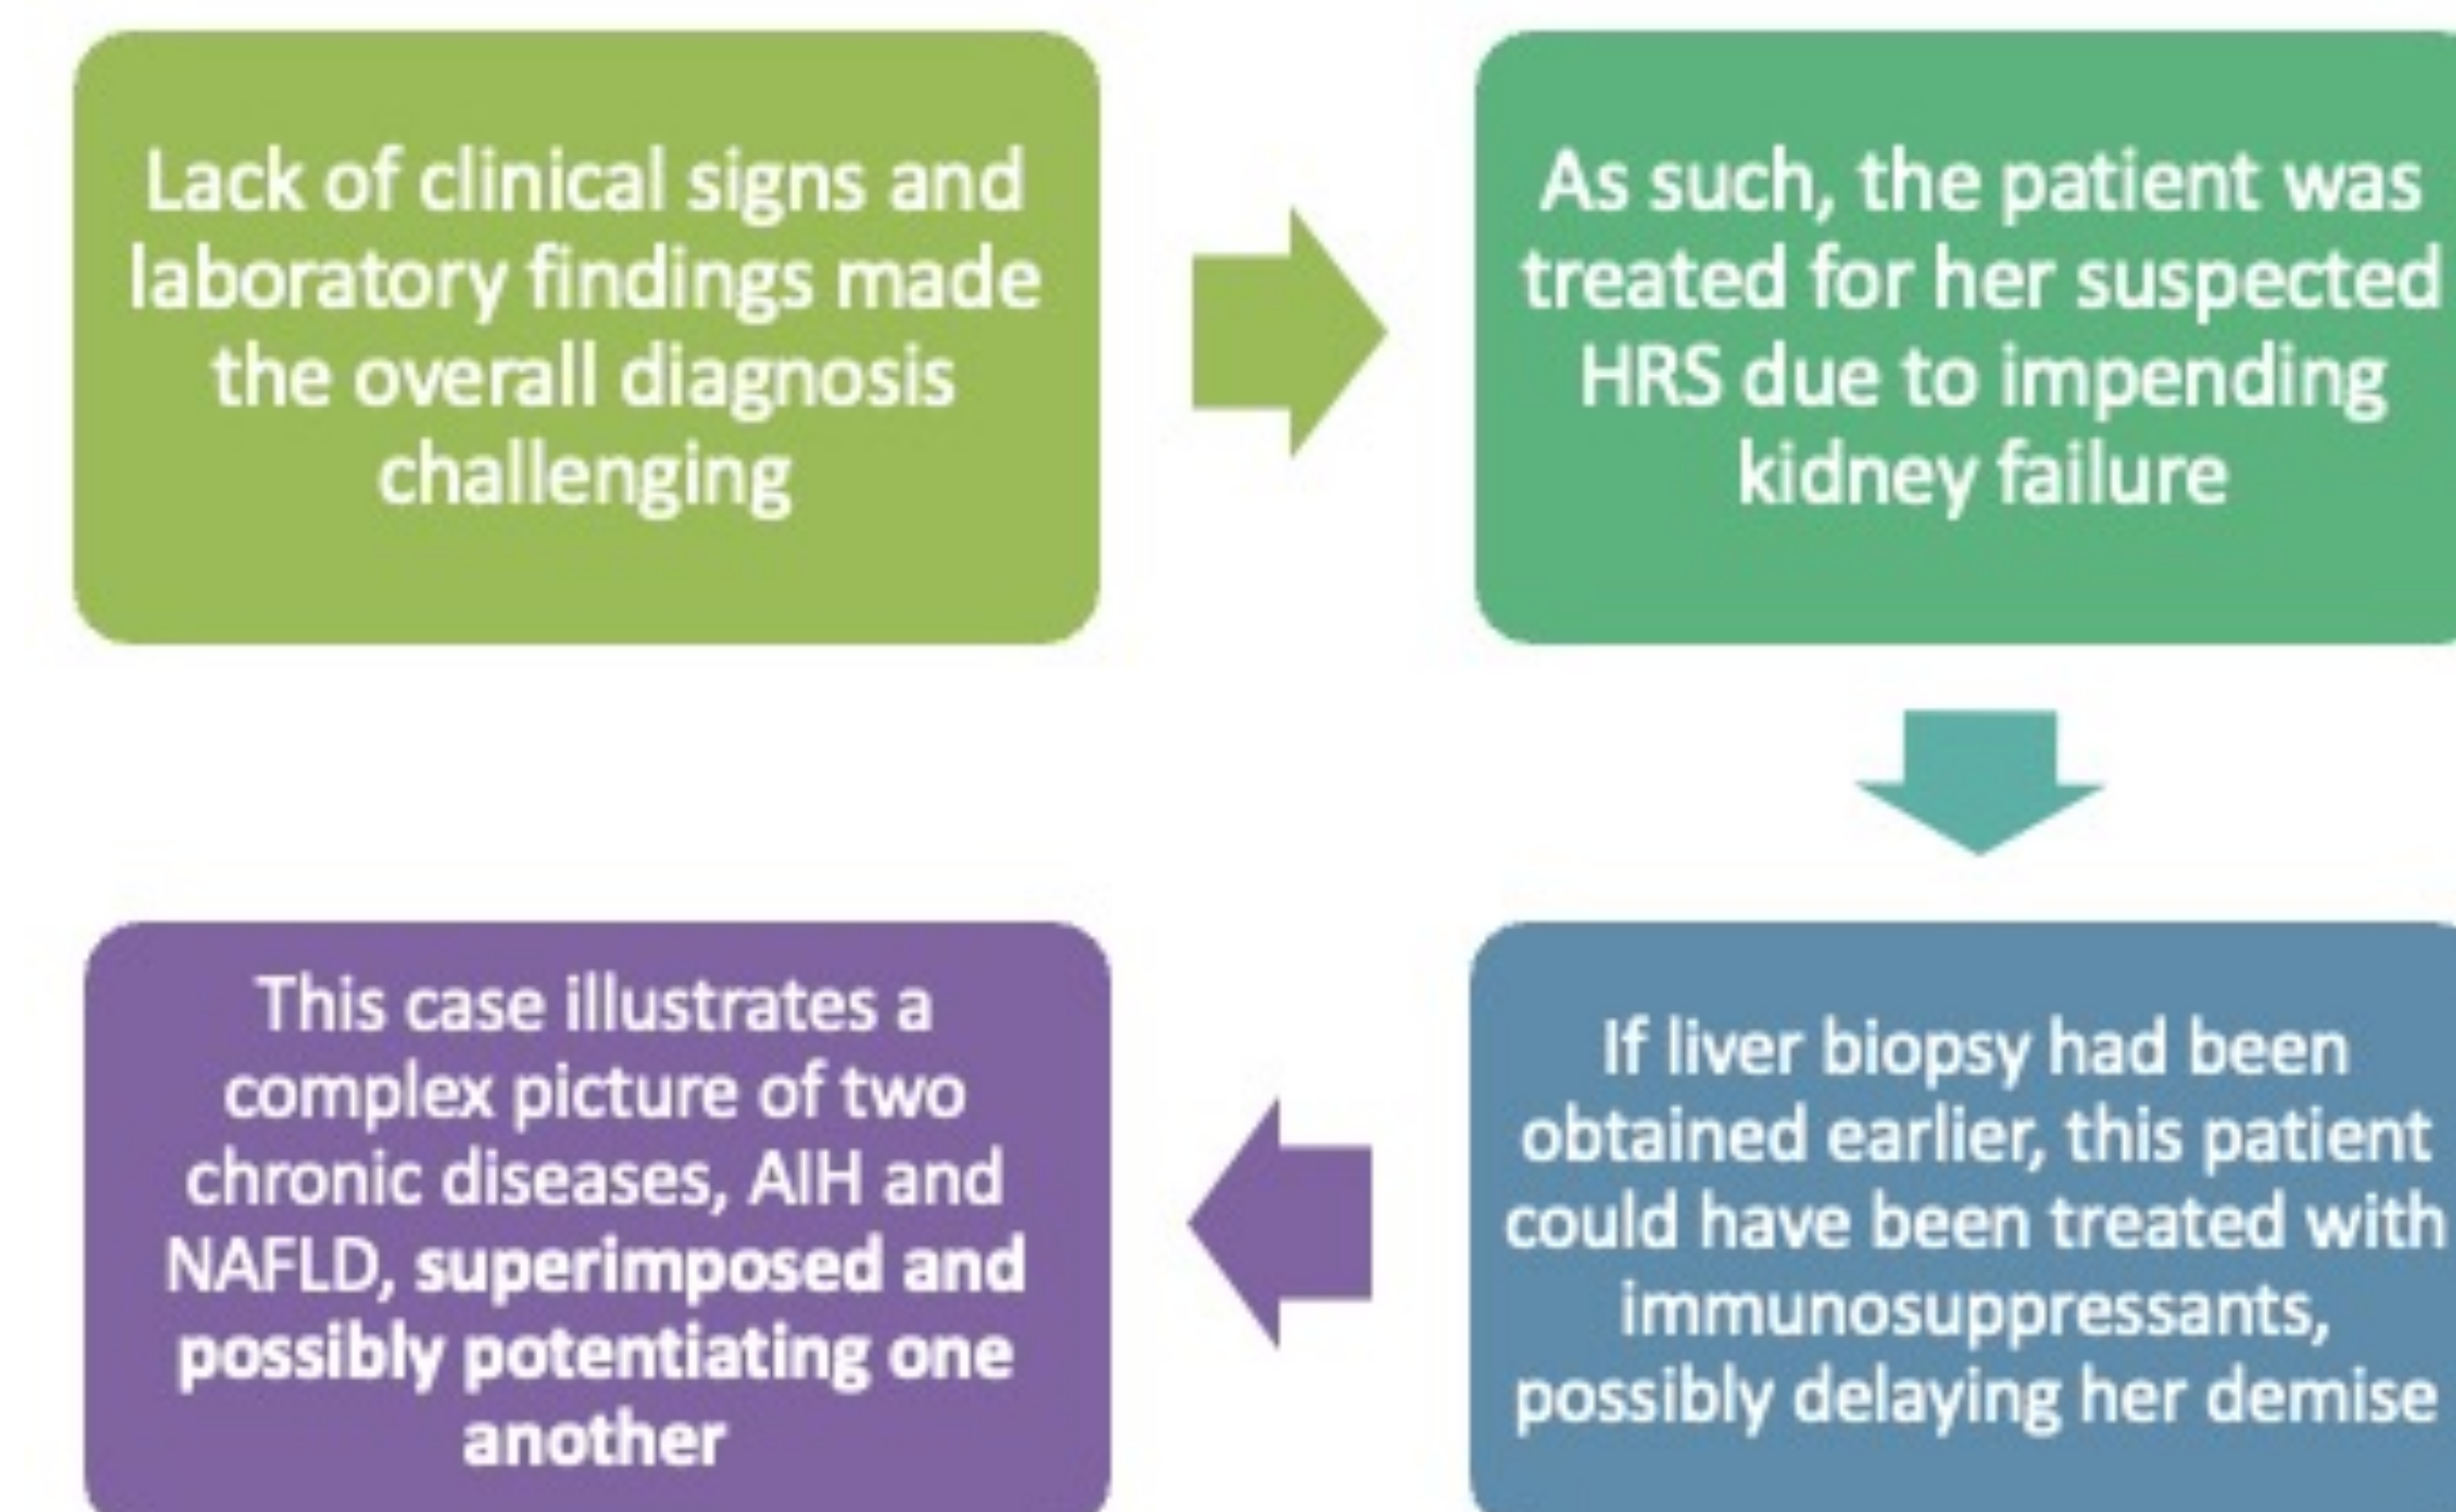 Lack of clinical signs and
laboratory findings made
the overall diagnosis
challenging
As such, the patient was
treated for her suspected
HRS due to impending
kidney failure
If liver biopsy had been
obtained earlier, this patient
could have been treated with
immunosuppressants,
possibly delaying her demise
This case illustrates a
complex picture of two
chronic diseases, AIH and
NAFLD, superimposed and
possibly potentiating one
another